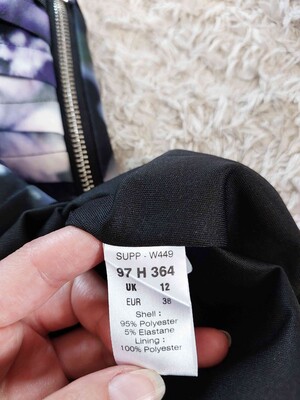 SUPP - W449
97 H 364
UK 12
EUR 38
Shell :
95% Polyester
5% Elastane
Lining :
100% Polyester